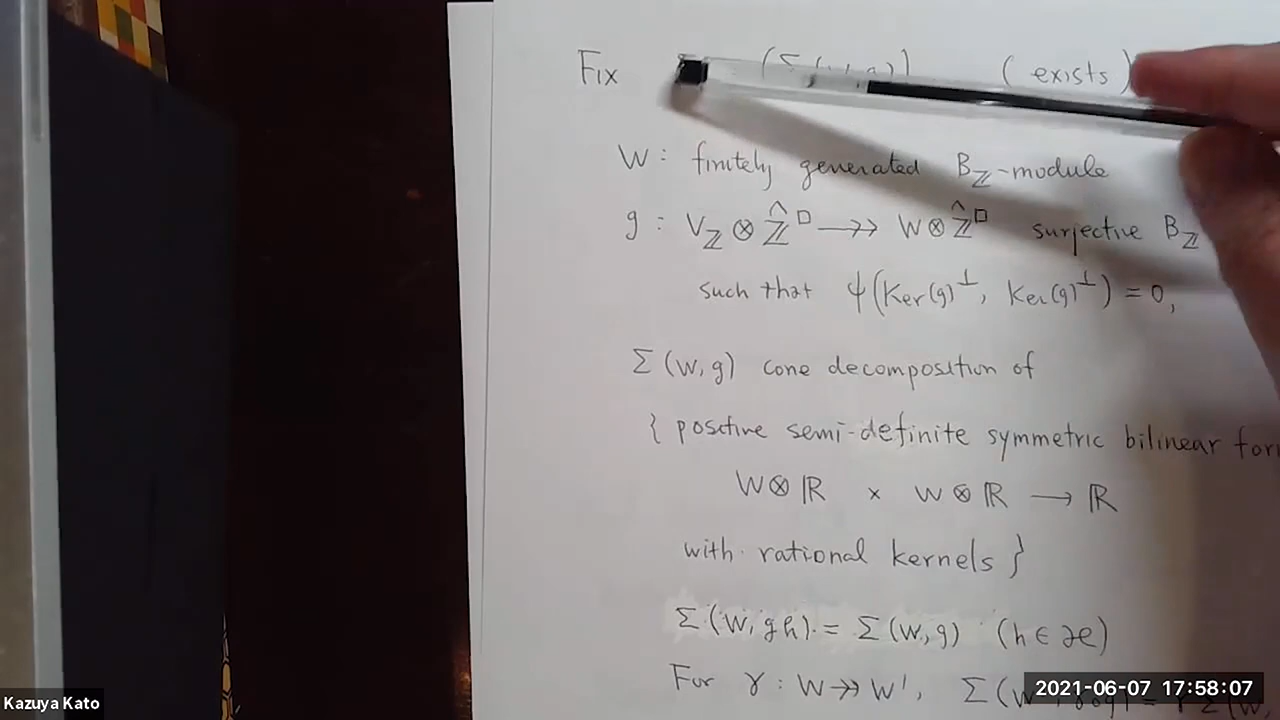 Fix (exists)
W : finitely generated B_ℤ-module
g : V_ℤ ⊗ ℤ̂^□ ↠ W ⊗ ℤ̂^□ surjective B_ℤ
such that ψ(Ker(g)^⊥, Ker(g)^⊥) = 0,
Σ(W, g) cone decomposition of
{ positive semi-definite symmetric bilinear
W ⊗ ℝ × W ⊗ ℝ → ℝ
with rational kernels }
Σ(W, gh) = Σ(W, g) (h ∈ ℋ)
For γ : W ↠ W',
Kazuya Kato
2021-06-07 17:58:07